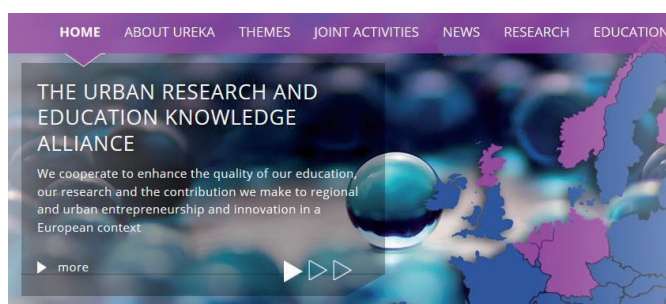 HOME ABOUT UREKA THEMES JOINT ACTIVITIES NEWS RESEARCH EDUCATION
THE URBAN RESEARCH AND
EDUCATION KNOWLEDGE
ALLIANCE
We cooperate to enhance the quality of our education,
our research and the contribution we make to regional
and urban entrepreneurship and innovation in a
European context
more